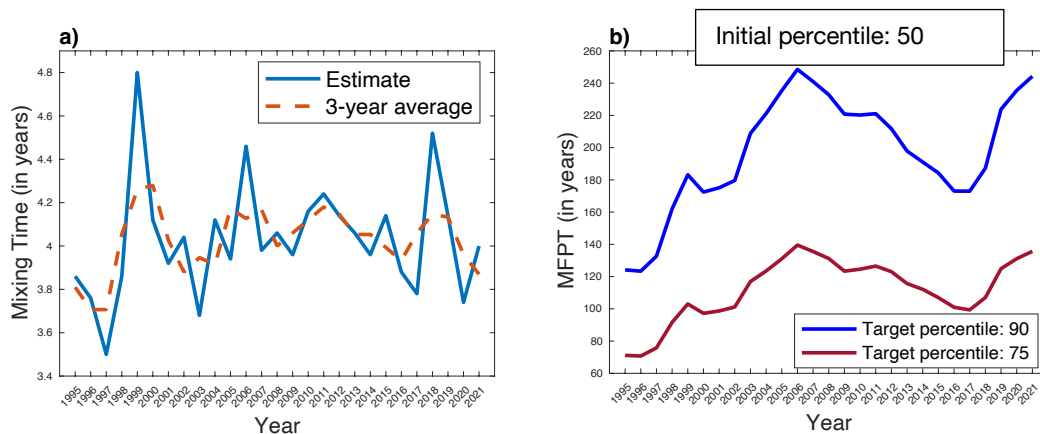 a)
Mixing Time (in years)
4.8
4.6
4.4
4.2
4
3.8
3.6
3.4
Estimate
3-year average
1995 1996 1997 1998 1999 2000 2001 2002 2003 2004 2005 2006 2007 2008 2009 2010 2011 2012 2013 2014 2015 2016 2017 2018 2019 2020 2021
Year
b)
Initial percentile: 50
MFPT (in years)
260
240
220
200
180
160
140
120
100
80
60
Target percentile: 90
Target percentile: 75
1995 1996 1997 1998 1999 2000 2001 2002 2003 2004 2005 2006 2007 2008 2009 2010 2011 2012 2013 2014 2015 2016 2017 2018 2019 2020 2021
Year